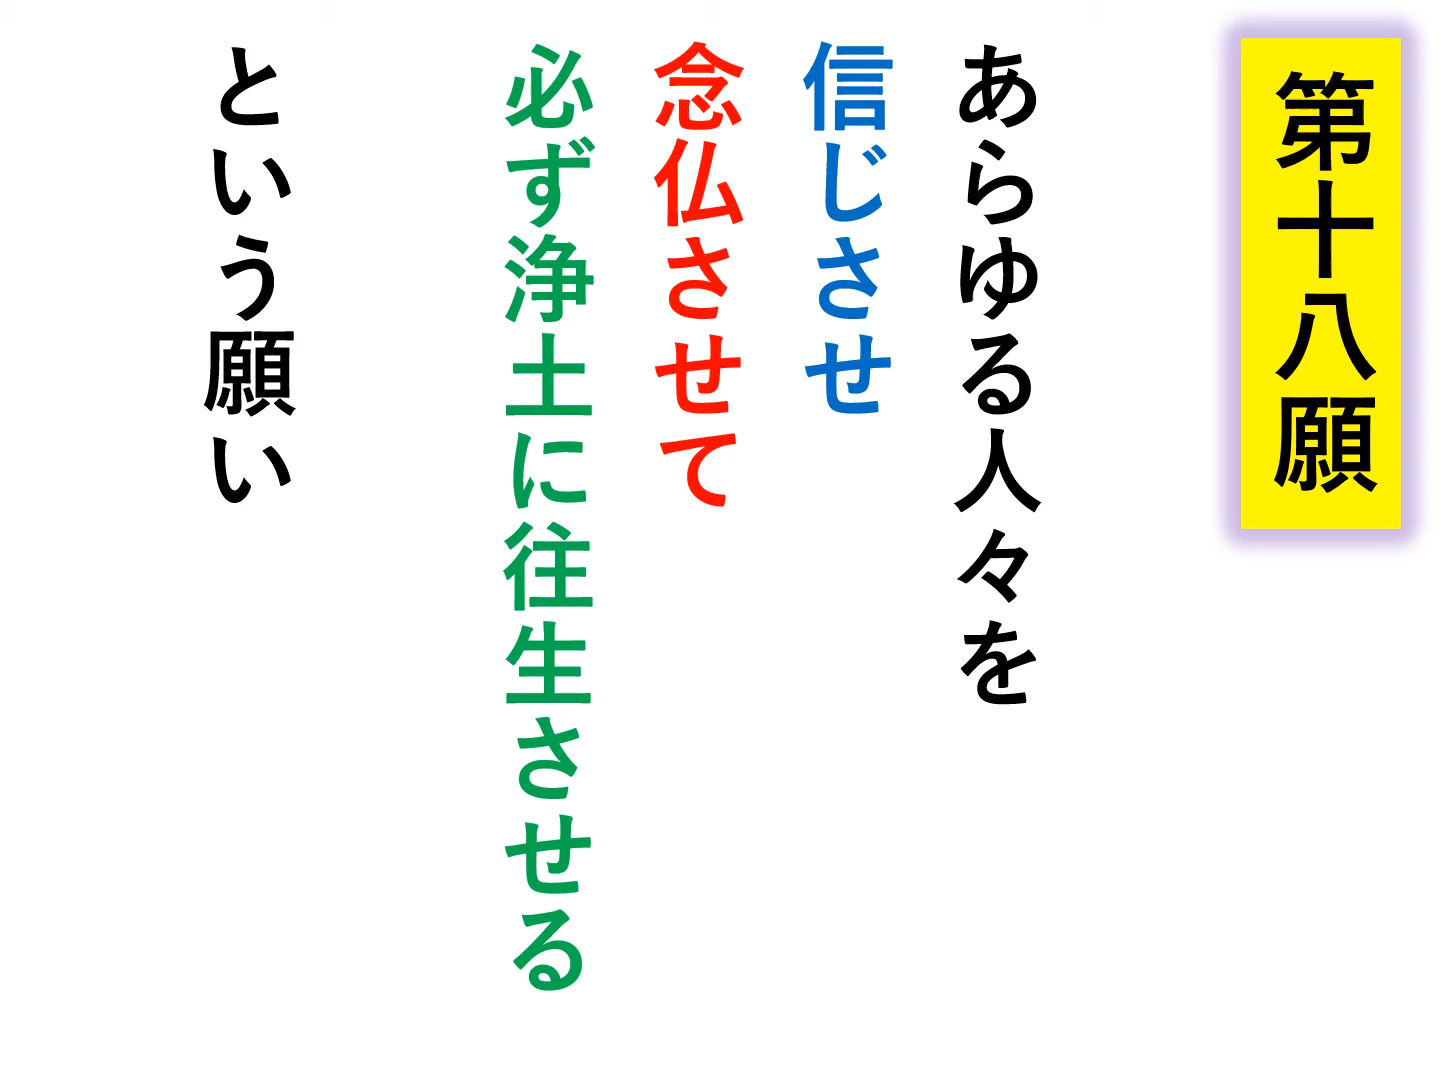 第十八願
あらゆる人々を
信じさせ
念仏させて
必ず浄土に往生させる
という願い